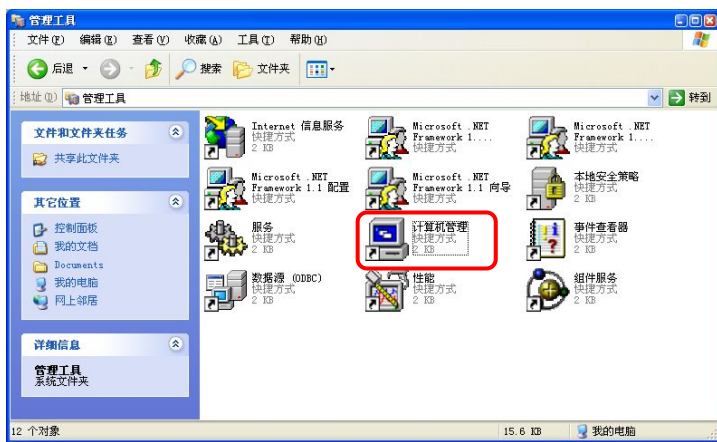 管理工具
文件(F) 编辑(E) 查看(V) 收藏(A) 工具(T) 帮助(H)
后退 搜索 文件夹
地址(D) 管理工具 转到
文件和文件夹任务
共享此文件夹
其它位置
控制面板
我的文档
Documents
我的电脑
网上邻居
详细信息
管理工具
系统文件夹
Internet 信息服务
快捷方式
2 KB
Microsoft .NET
Framework 1....
快捷方式
Microsoft .NET
Framework 1....
快捷方式
Microsoft .NET
Framework 1.1 配置
快捷方式
Microsoft .NET
Framework 1.1 向导
快捷方式
本地安全策略
快捷方式
2 KB
服务
快捷方式
2 KB
计算机管理
快捷方式
2 KB
事件查看器
快捷方式
2 KB
数据源 (ODBC)
快捷方式
2 KB
性能
快捷方式
2 KB
组件服务
快捷方式
2 KB
12 个对象 15.6 KB 我的电脑